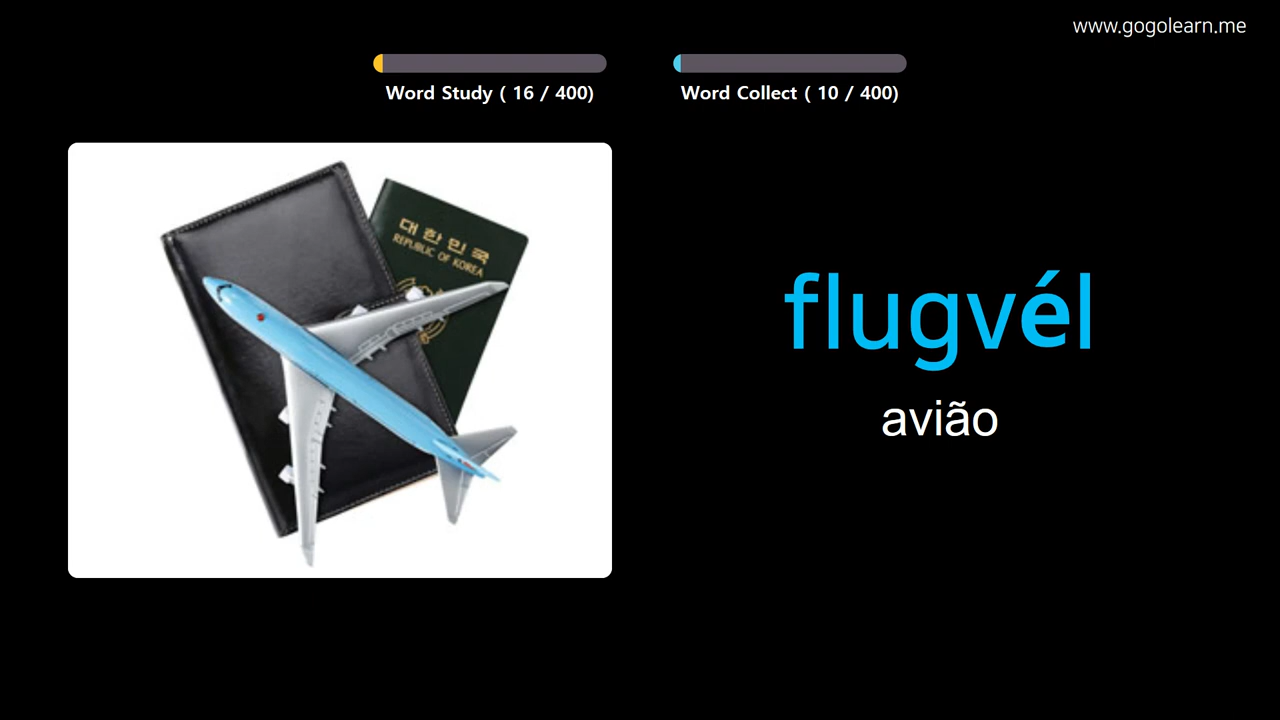 www.gogolearn.me
Word Study ( 16 / 400)
Word Collect ( 10 / 400)
대한민국
REPUBLIC OF KOREA
flugvél
avião